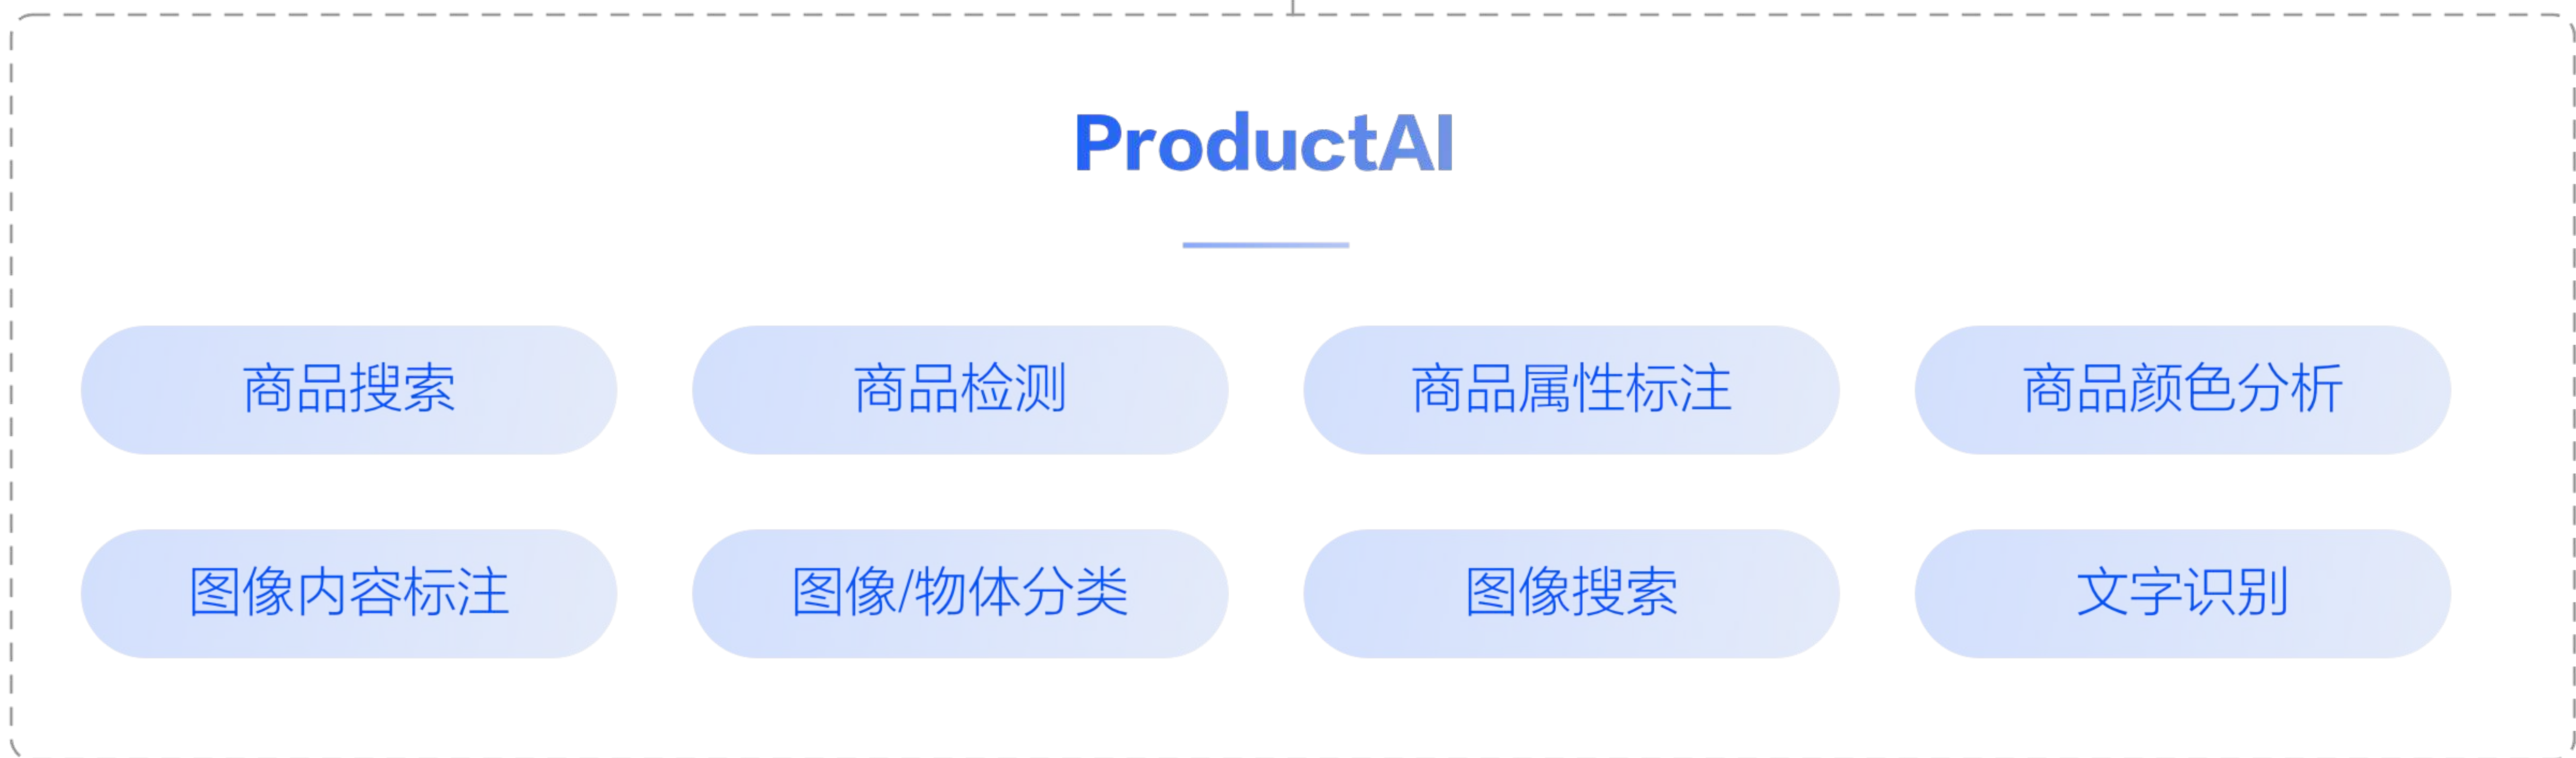 ProductAI
商品搜索
商品检测
商品属性标注
商品颜色分析
图像内容标注
图像/物体分类
图像搜索
文字识别